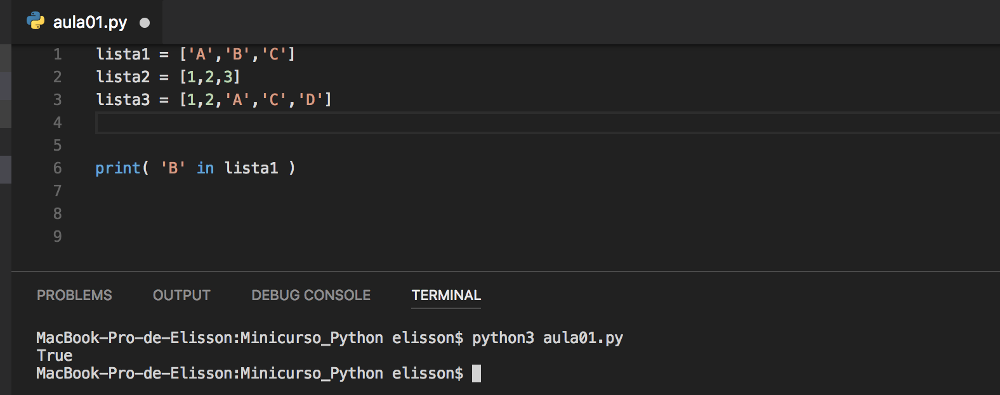 aula01.py
1 lista1 = ['A','B','C']
2 lista2 = [1,2,3]
3 lista3 = [1,2,'A','C','D']
4
5
6 print( 'B' in lista1 )
7
8
9
PROBLEMS OUTPUT DEBUG CONSOLE TERMINAL
MacBook-Pro-de-Elisson:Minicurso_Python elisson$ python3 aula01.py
True
MacBook-Pro-de-Elisson:Minicurso_Python elisson$